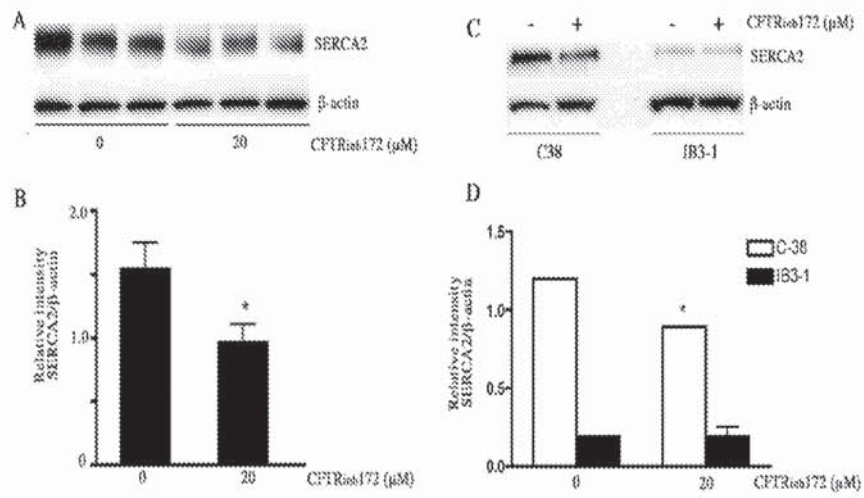 A
SERCA2
β-actin
0 20 CFTRinh172 (μM)
B
2.0
1.0
0
Relative intensity
SERCA2/β-actin
*
0 20 CFTRinh172 (μM)
C
- + - + CFTRinh172 (μM)
SERCA2
β-actin
C38 IB3-1
D
1.5
1.0
0.5
0.0
Relative intensity
SERCA2/β-actin
*
C-38
IB3-1
0 20 CFTRinh172 (μM)